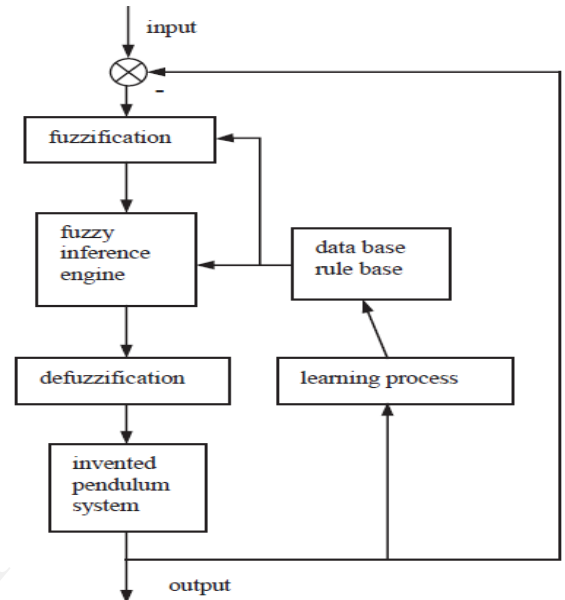 input
-
fuzzification
fuzzy
inference
engine
data base
rule base
defuzzification
learning process
invented
pendulum
system
output